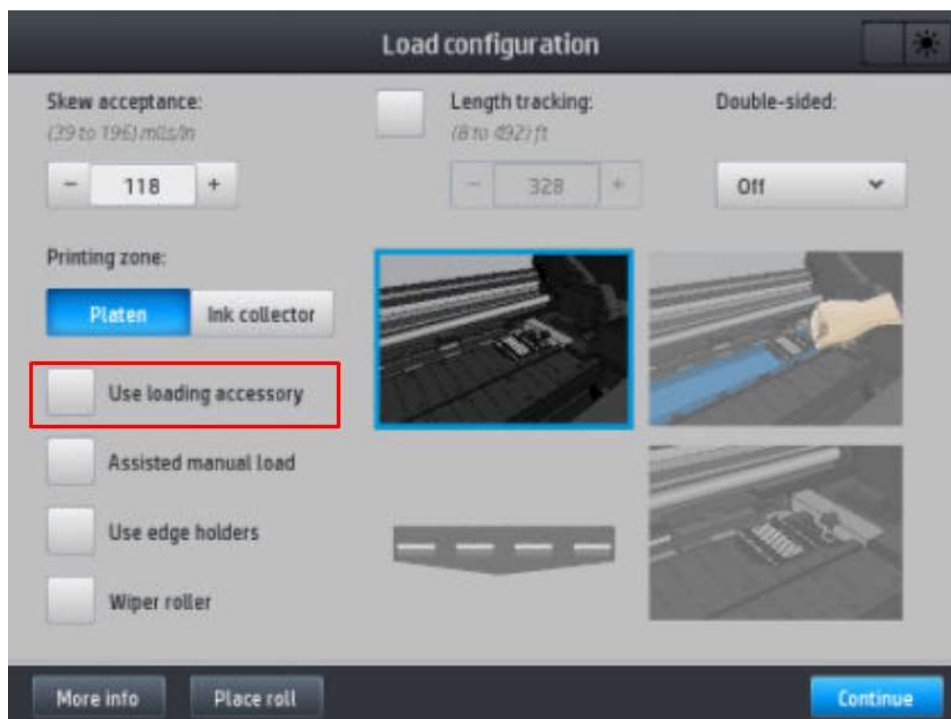 Load configuration
Skew acceptance:
(39 to 196) mils/in
- 118 +
Length tracking:
(8 to 492) ft
- 328 +
Double-sided:
Off
Printing zone:
Platen
Ink collector
Use loading accessory
Assisted manual load
Use edge holders
Wiper roller
More info
Place roll
Continue